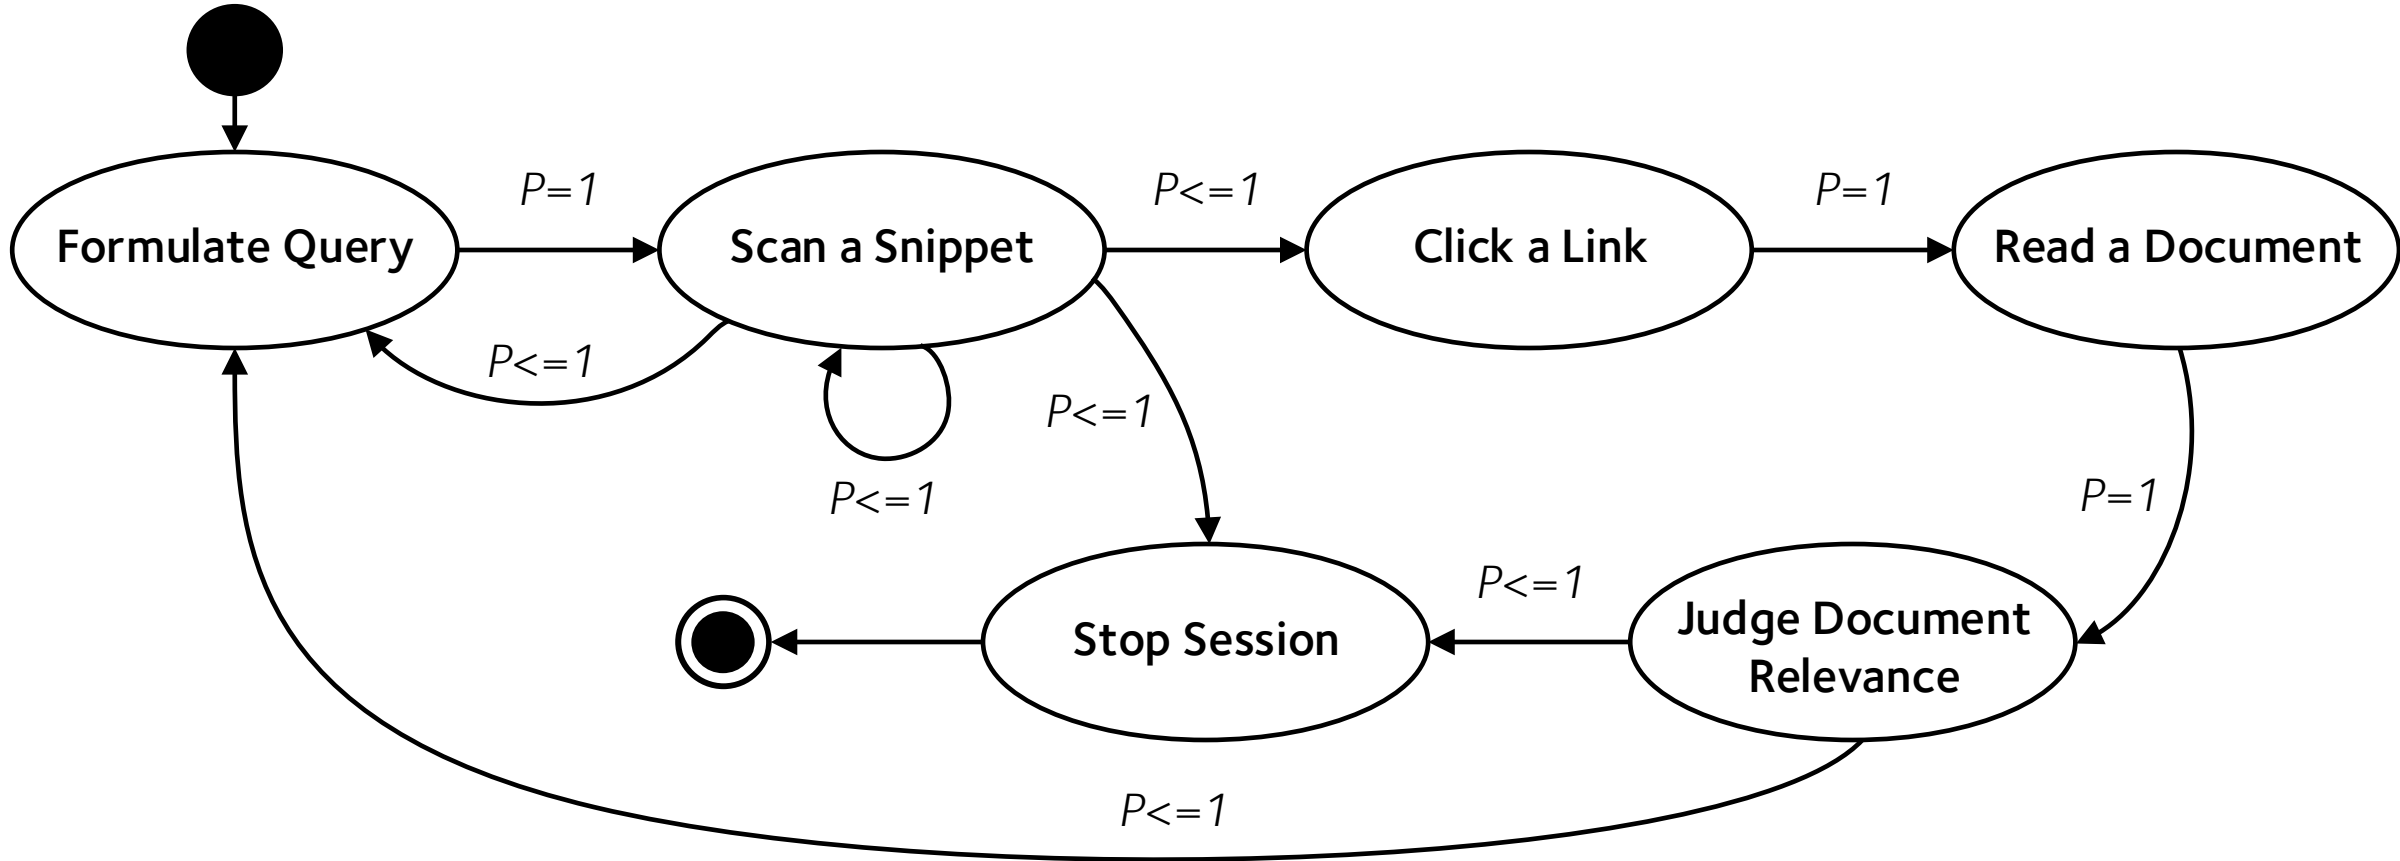 P=1
P<=1
P=1
Formulate Query
Scan a Snippet
Click a Link
Read a Document
P<=1
P<=1
P<=1
P=1
P<=1
Stop Session
Judge Document
Relevance
P<=1